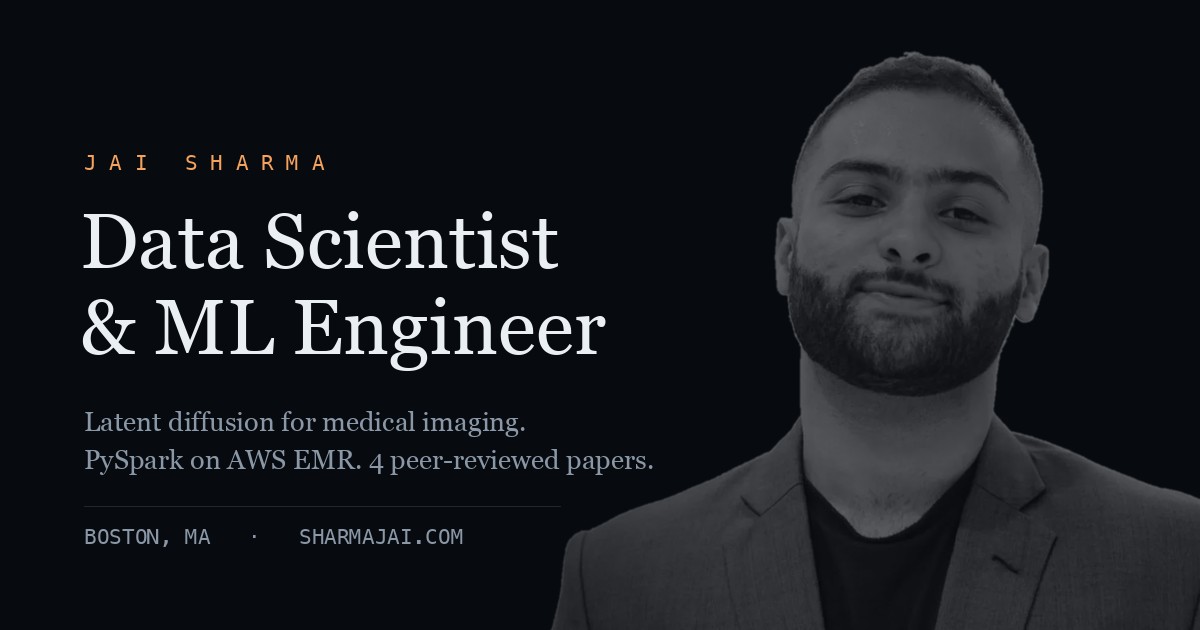 JAI SHARMA
Data Scientist
& ML Engineer
Latent diffusion for medical imaging.
PySpark on AWS EMR. 4 peer-reviewed papers.
BOSTON, MA · SHARMAJAI.COM